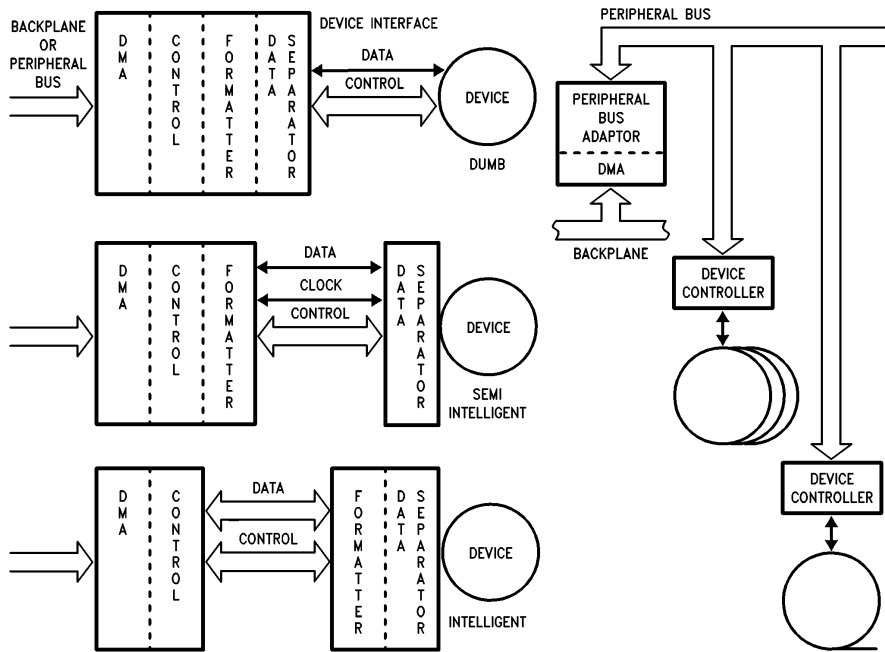 BACKPLANE
OR
PERIPHERAL
BUS
DMA
CONTROL
FORMATTER
DATA
SEPARATOR
DEVICE INTERFACE
DATA
CONTROL
DEVICE
DUMB
DMA
CONTROL
FORMATTER
DATA
CLOCK
CONTROL
DATA
SEPARATOR
DEVICE
SEMI
INTELLIGENT
DMA
CONTROL
DATA
CONTROL
FORMATTER
DATA
SEPARATOR
DEVICE
INTELLIGENT
PERIPHERAL BUS
PERIPHERAL
BUS
ADAPTOR
DMA
BACKPLANE
DEVICE
CONTROLLER
DEVICE
CONTROLLER